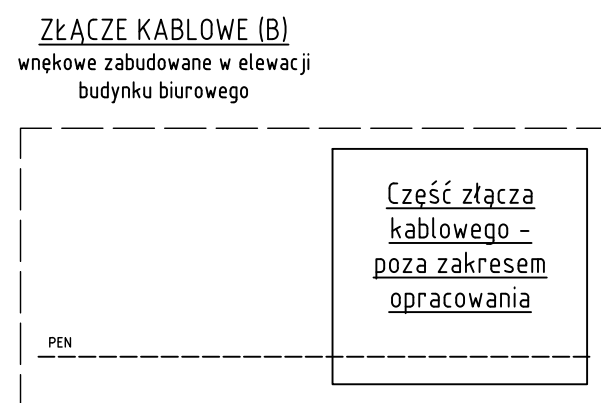 ZŁĄCZE KABLOWE (B)
wnękowe zabudowane w elewacji
budynku biurowego
Część złącza
kablowego -
poza zakresem
opracowania
PEN